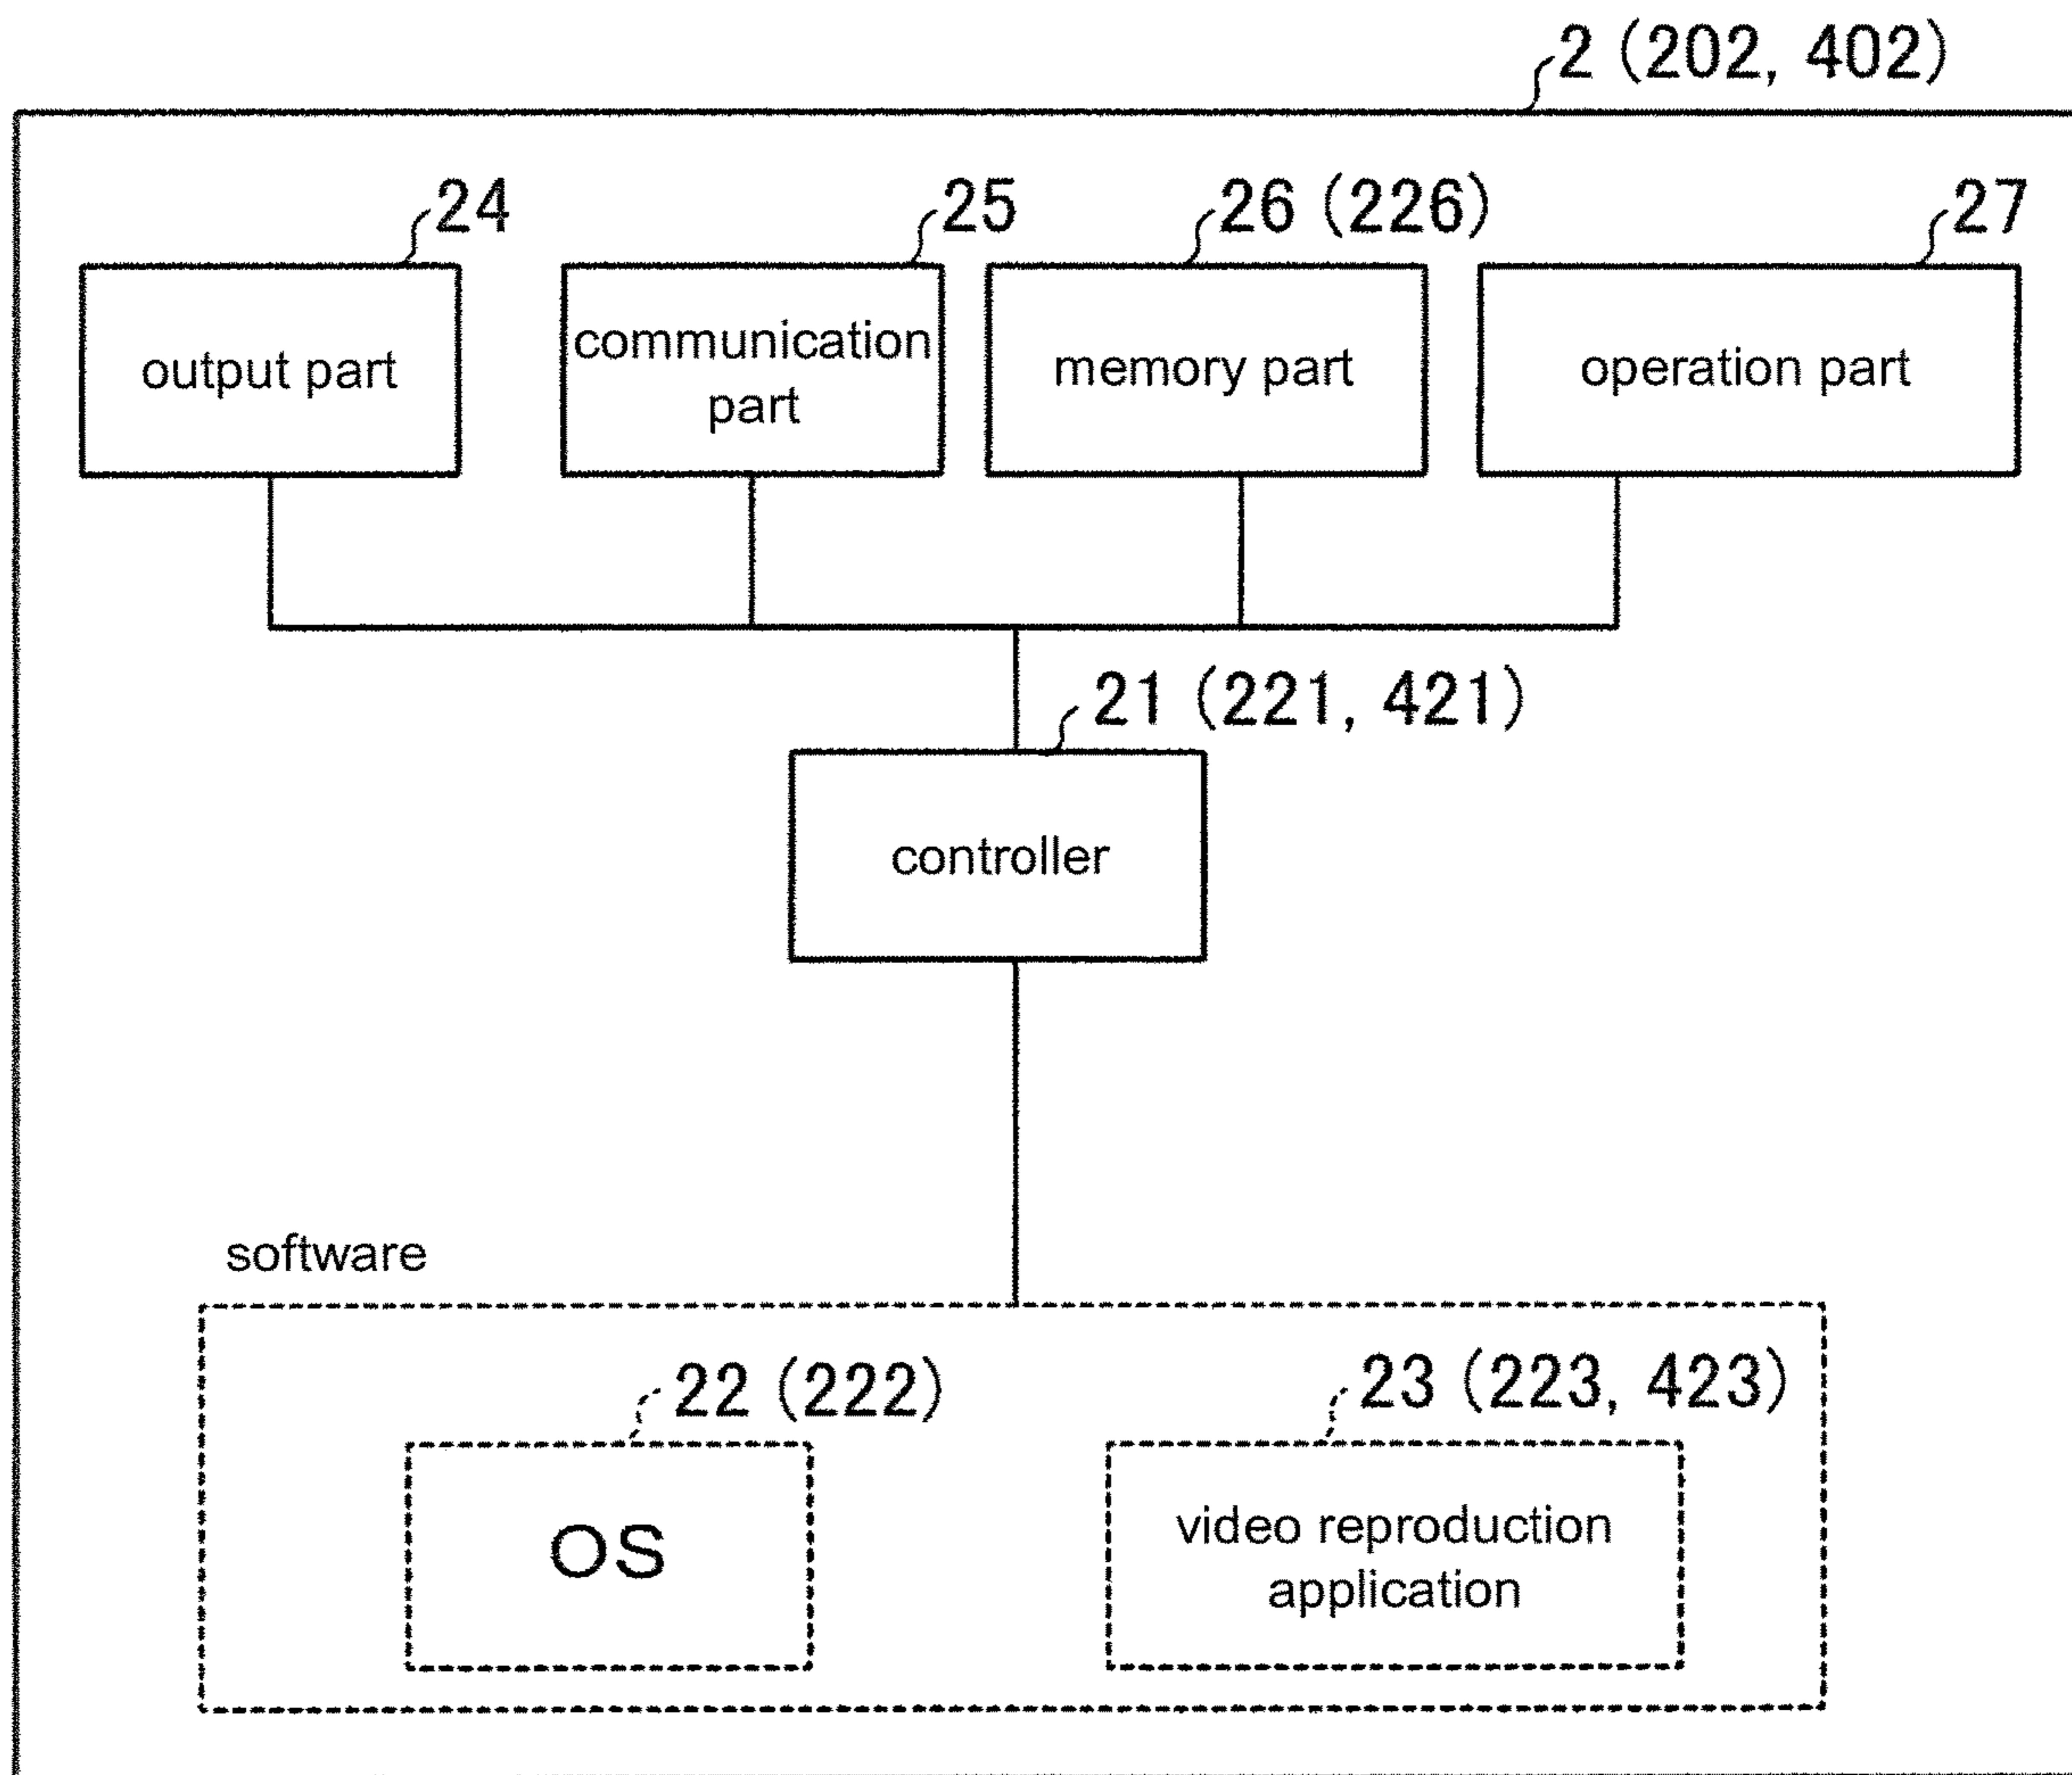 2 (202, 402)
24
25
26 (226)
27
output part
communication
part
memory part
operation part
21 (221, 421)
controller
software
22 (222)
23 (223, 423)
OS
video reproduction
application